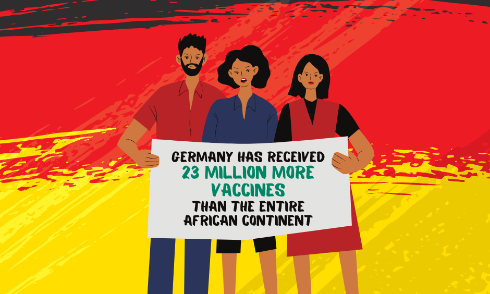 GERMANY HAS RECEIVED
23 MILLION MORE
VACCINES
THAN THE ENTIRE
AFRICAN CONTINENT